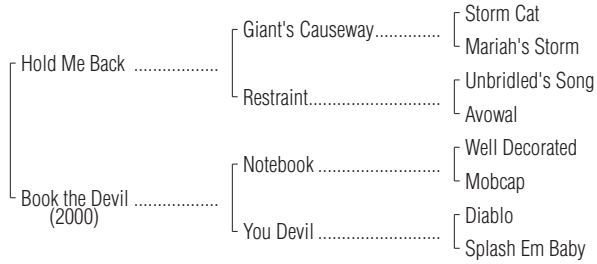 Storm Cat
Giant's Causeway..............
Mariah's Storm
Hold Me Back ..................
Unbridled's Song
Restraint............................
Avowal
Well Decorated
Notebook ..........................
Mobcap
Book the Devil ..................
(2000)
Diablo
You Devil ..........................
Splash Em Baby